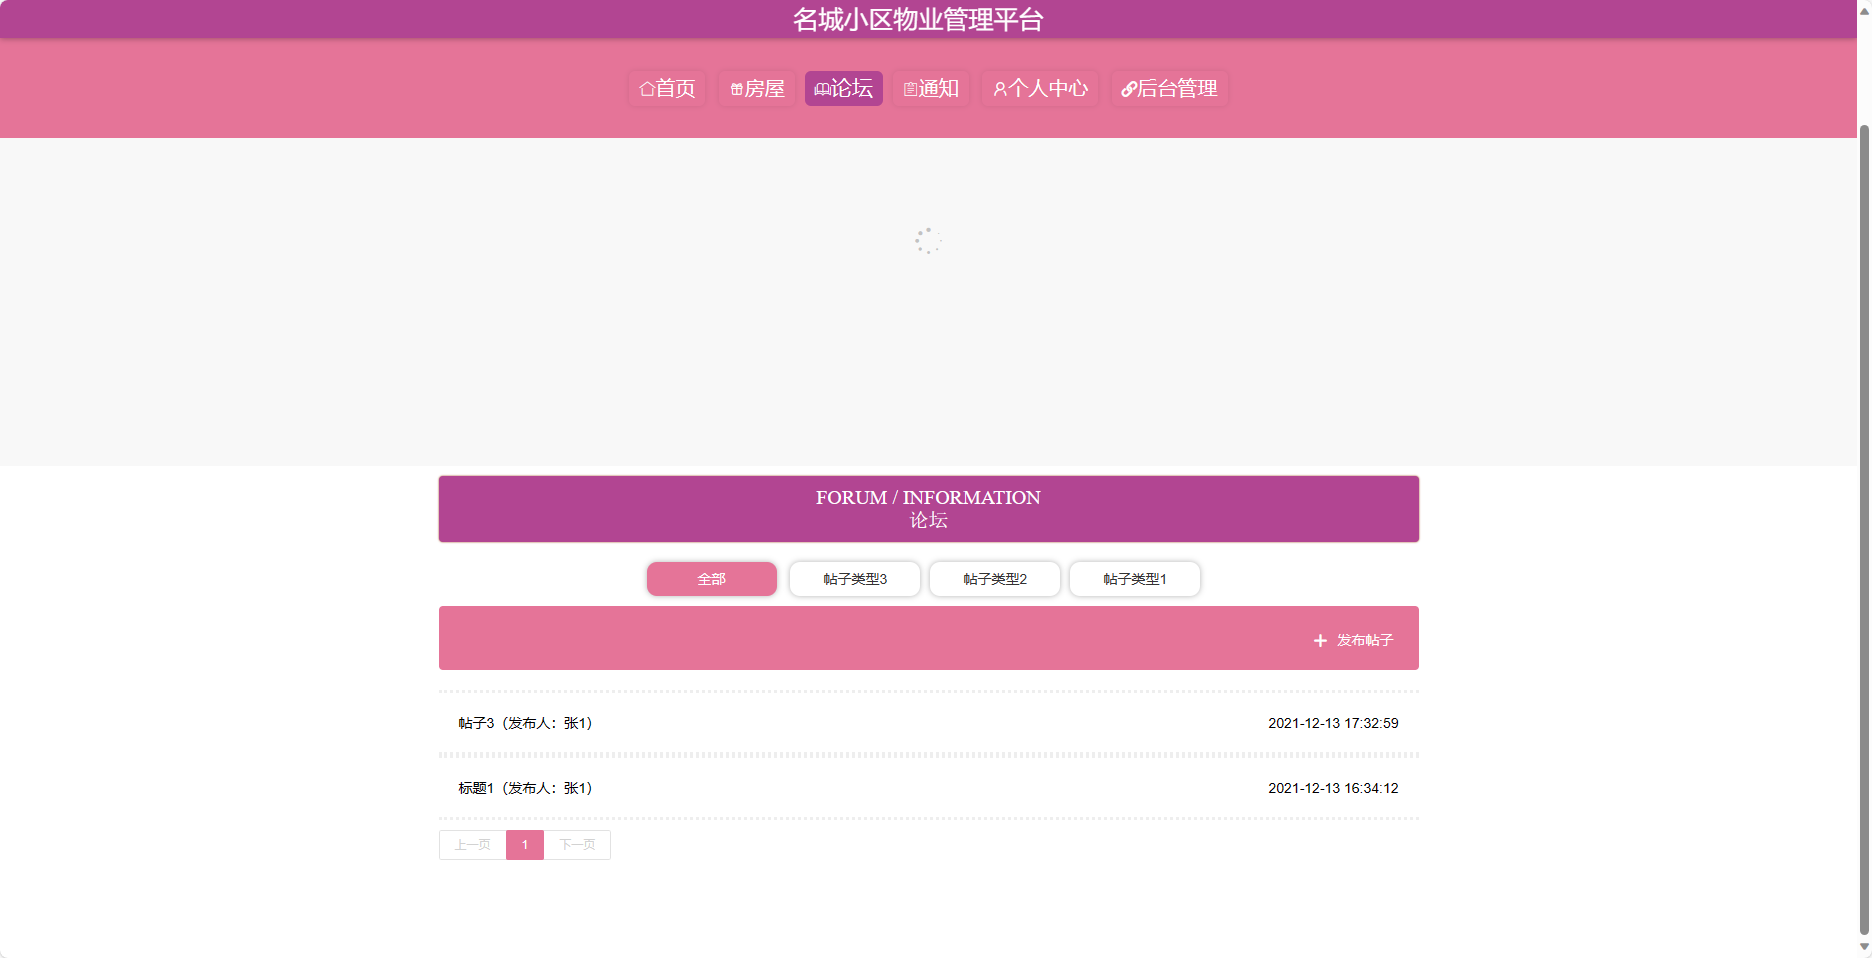 名城小区物业管理平台
首页 房屋 论坛 通知 个人中心 后台管理
FORUM / INFORMATION
论坛
全部 帖子类型3 帖子类型2 帖子类型1
发布帖子
帖子3（发布人：张1） 2021-12-13 17:32:59
标题1（发布人：张1） 2021-12-13 16:34:12
上一页 1 下一页